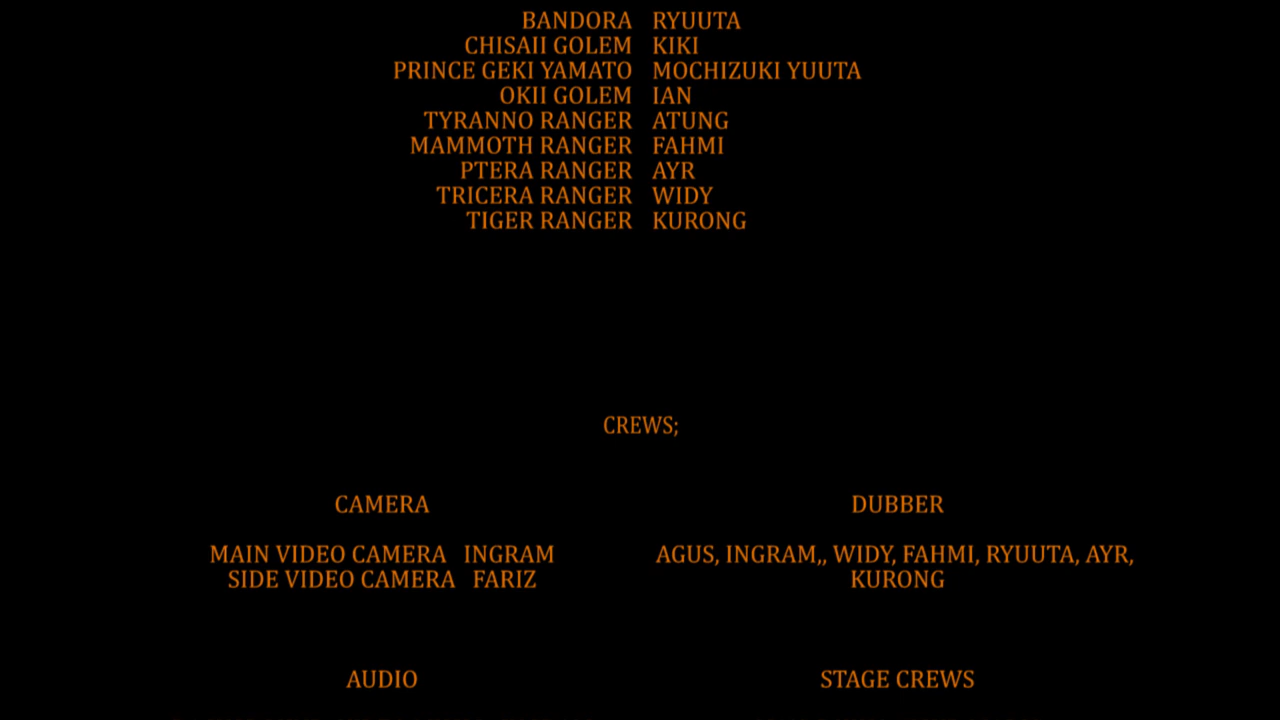 BANDORA RYUUTA
CHISAII GOLEM KIKI
PRINCE GEKI YAMATO MOCHIZUKI YUUTA
OKII GOLEM IAN
TYRANNO RANGER ATUNG
MAMMOTH RANGER FAHMI
PTERA RANGER AYR
TRICERA RANGER WIDY
TIGER RANGER KURONG
CREWS;
CAMERA
MAIN VIDEO CAMERA INGRAM
SIDE VIDEO CAMERA FARIZ
DUBBER
AGUS, INGRAM,, WIDY, FAHMI, RYUUTA, AYR,
KURONG
AUDIO
STAGE CREWS